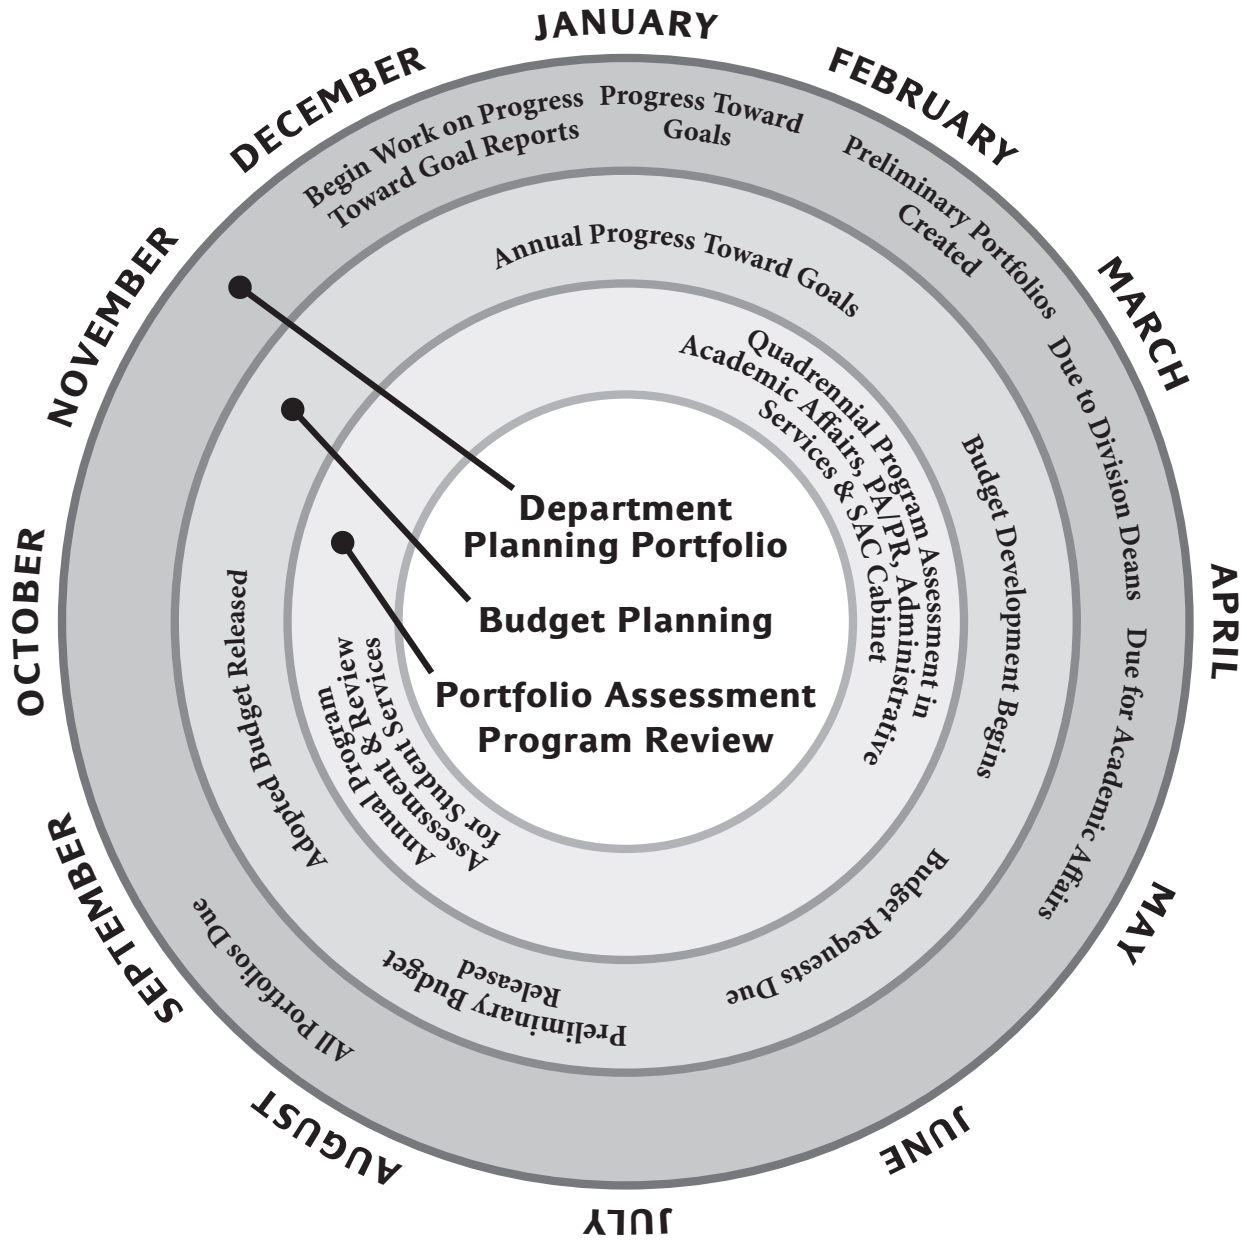 JANUARY
FEBRUARY
MARCH
APRIL
MAY
JUNE
JULY
AUGUST
SEPTEMBER
OCTOBER
NOVEMBER
DECEMBER
Begin Work on Progress
Toward Goal Reports
Progress Toward
Goals
Preliminary Portfolios
Created
Due to Division Deans
Due for Academic Affairs
All Portfolios Due
Annual Progress Toward Goals
Budget Development Begins
Budget Requests Due
Preliminary Budget
Released
Adopted Budget Released
Quadrennial Program Assessment in
Academic Affairs, PA/PR, Administrative
Services & SAC Cabinet
Annual Program
Assessment & Review
for Student Services
Department
Planning Portfolio
Budget Planning
Portfolio Assessment
Program Review